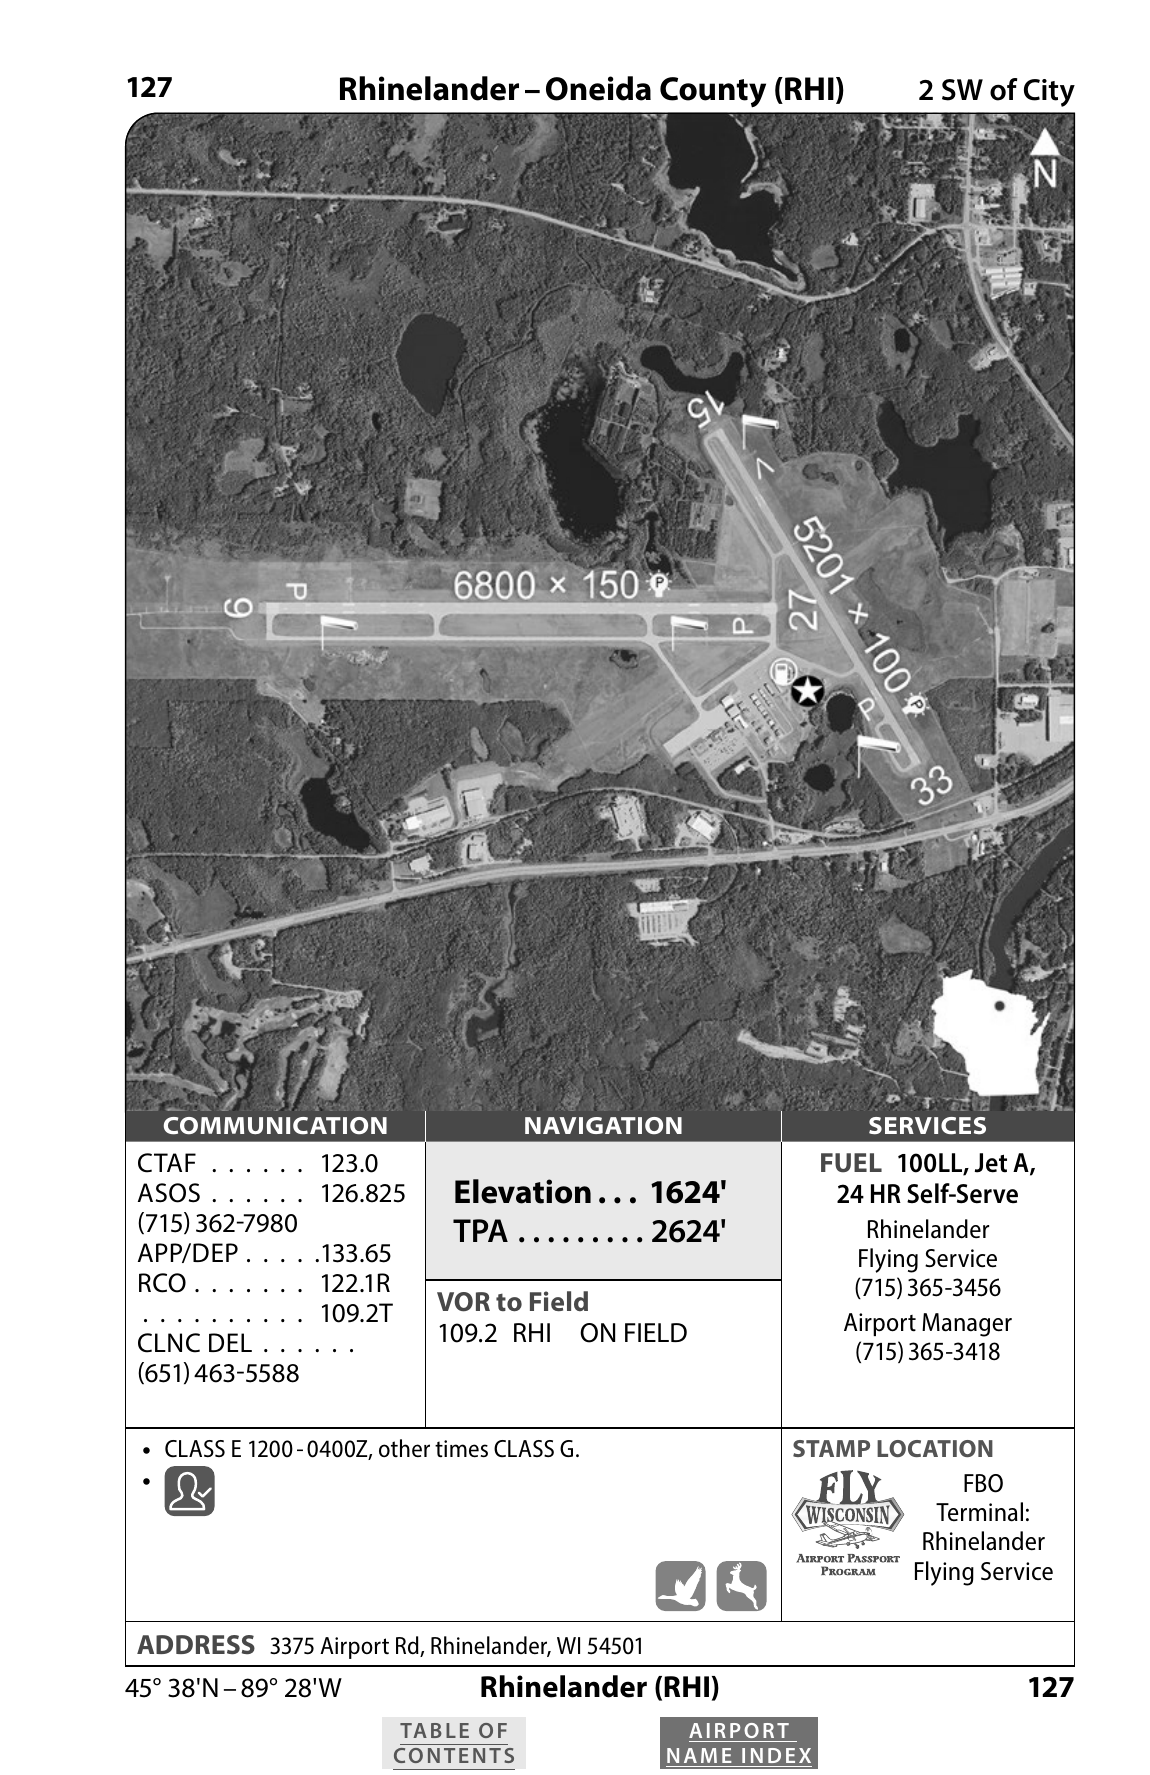 127 Rhinelander – Oneida County (RHI) 2 SW of City
N
15
V
5201 × 100
6800 × 150 P
P
9
27
P
P
P
33
COMMUNICATION
CTAF . . . . . . 123.0
ASOS . . . . . . 126.825
(715) 362-7980
APP/DEP . . . . .133.65
RCO . . . . . . . 122.1R
. . . . . . . . . . 109.2T
CLNC DEL . . . . . .
(651) 463-5588
NAVIGATION
Elevation . . . 1624'
TPA . . . . . . . . . 2624'
VOR to Field
109.2 RHI ON FIELD
SERVICES
FUEL 100LL, Jet A,
24 HR Self-Serve
Rhinelander
Flying Service
(715) 365-3456
Airport Manager
(715) 365-3418
• CLASS E 1200 - 0400Z, other times CLASS G.
•
STAMP LOCATION
FLY
WISCONSIN
AIRPORT PASSPORT
PROGRAM
FBO
Terminal:
Rhinelander
Flying Service
ADDRESS 3375 Airport Rd, Rhinelander, WI 54501
45° 38'N – 89° 28'W Rhinelander (RHI) 127
TABLE OF
CONTENTS
AIRPORT
NAME INDEX